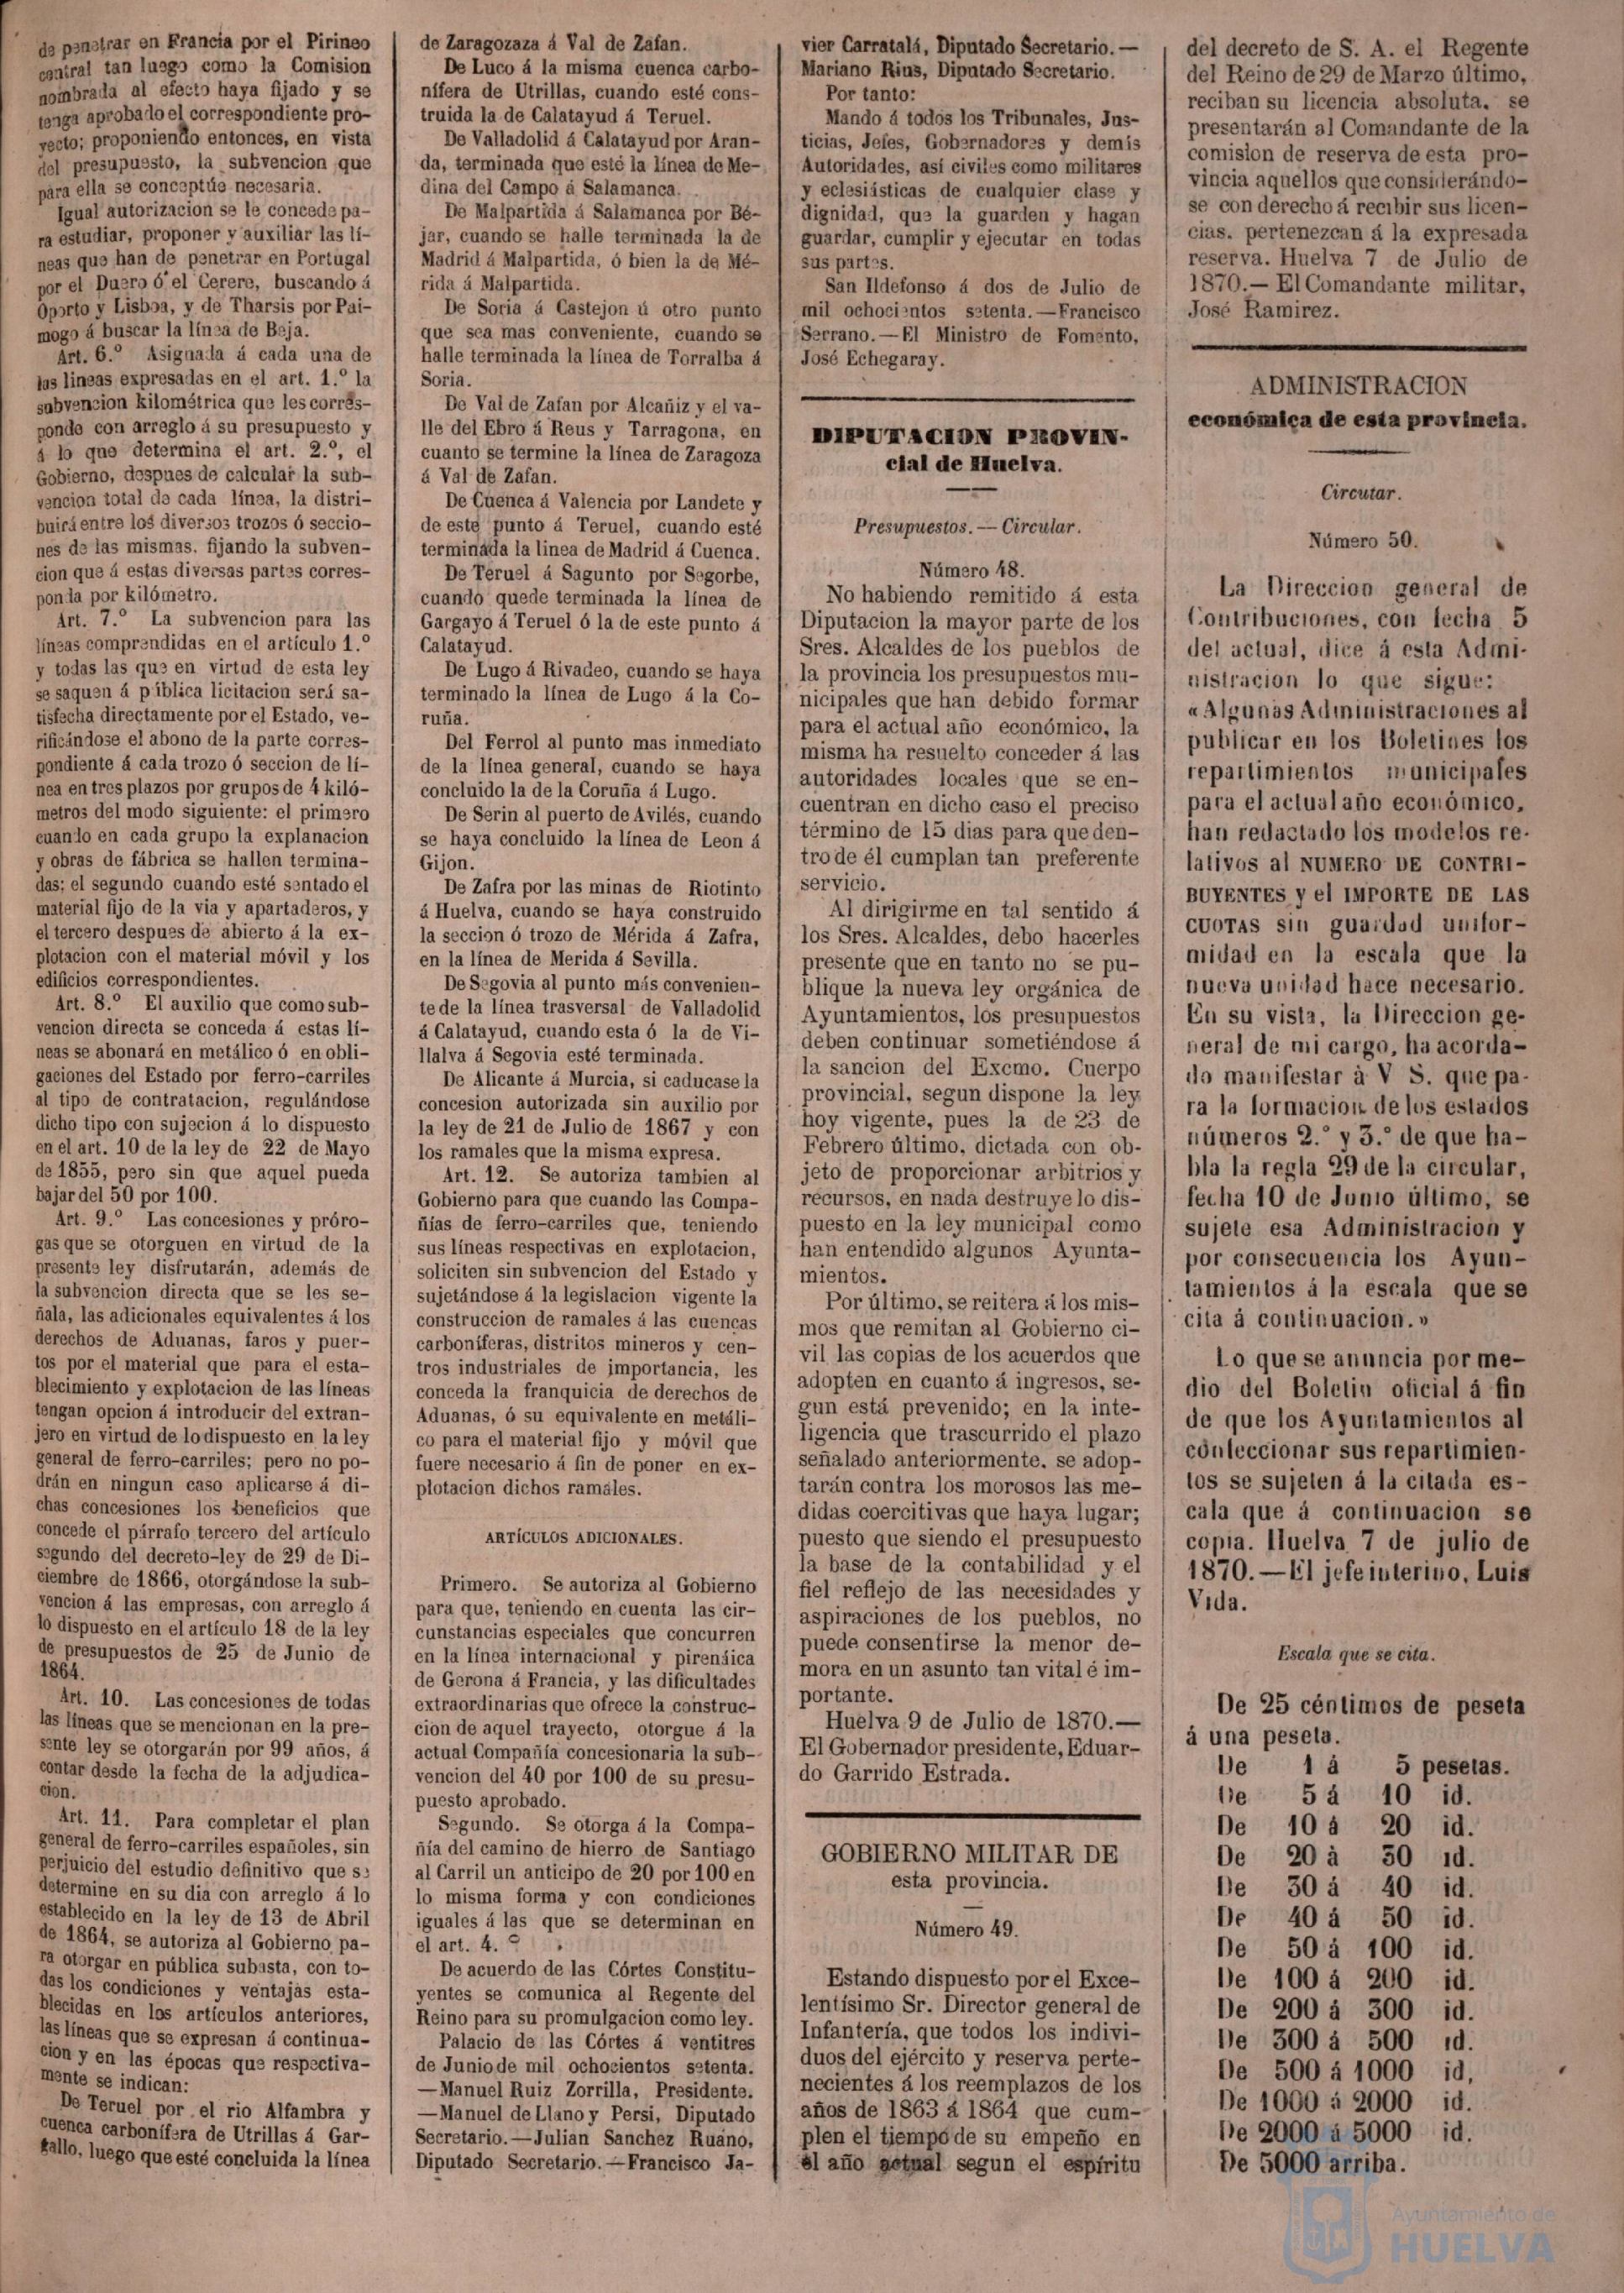 de penetrar en Francia por el Pirineo
central tan luego como la Comision
nombrada al efecto haya fijado y se
tenga aprobado el correspondiente pro-
yecto; proponiendo entonces, en vista
del presupuesto, la subvencion que
para ella se conceptúe necesaria.
Igual autorizacion se le concede pa-
ra estudiar, proponer y auxiliar las lí-
neas que han de penetrar en Portugal
por el Duero ó el Cerere, buscando á
Oporto y Lisboa, y de Tharsis por Pai-
mogo á buscar la línea de Beja.
Art. 6.º Asignada á cada una de
las lineas expresadas en el art. 1.º la
subvencion kilométrica que les corres-
ponde con arreglo á su presupuesto y
á lo que determina el art. 2.º, el
Gobierno, despues de calcular la sub-
vencion total de cada línea, la distri-
buirá entre los diversos trozos ó seccio-
nes de las mismas. fijando la subven-
cion que á estas diversas partes corres-
ponda por kilómetro.
Art. 7.º La subvencion para las
líneas comprendidas en el artículo 1.º
y todas las que en virtud de esta ley
se saquen á pública licitacion será sa-
tisfecha directamente por el Estado, ve-
rificándose el abono de la parte corres-
pondiente á cada trozo ó seccion de lí-
nea en tres plazos por grupos de 4 kiló-
metros del modo siguiente: el primero
cuando en cada grupo la explanacion
y obras de fábrica se hallen termina-
das; el segundo cuando esté sentado el
material fijo de la via y apartaderos, y
el tercero despues de abierto á la ex-
plotacion con el material móvil y los
edificios correspondientes.
Art. 8.º El auxilio que como sub-
vencion directa se conceda á estas lí-
neas se abonará en metálico ó en obli-
gaciones del Estado por ferro-carriles
al tipo de contratacion, regulándose
dicho tipo con sujecion á lo dispuesto
en el art. 10 de la ley de 22 de Mayo
de 1855, pero sin que aquel pueda
bajar del 50 por 100.
Art. 9.º Las concesiones y próro-
gas que se otorguen en virtud de la
presente ley disfrutarán, además de
la subvencion directa que se les se-
ñala, las adicionales equivalentes á los
derechos de Aduanas, faros y puer-
tos por el material que para el esta-
blecimiento y explotacion de las líneas
tengan opcion á introducir del extran-
jero en virtud de lo dispuesto en la ley
general de ferro-carriles; pero no po-
drán en ningun caso aplicarse á di-
chas concesiones los beneficios que
concede el párrafo tercero del artículo
segundo del decreto-ley de 29 de Di-
ciembre de 1866, otorgándose la sub-
vencion á las empresas, con arreglo á
lo dispuesto en el artículo 18 de la ley
de presupuestos de 25 de Junio de
1864.
Art. 10. Las concesiones de todas
las líneas que se mencionan en la pre-
sente ley se otorgarán por 99 años, á
contar desde la fecha de la adjudica-
cion.
Art. 11. Para completar el plan
general de ferro-carriles españoles, sin
perjuicio del estudio definitivo que se
determine en su dia con arreglo á lo
establecido en la ley de 13 de Abril
de 1864, se autoriza al Gobierno pa-
ra otorgar en pública subasta, con to-
das los condiciones y ventajas esta-
blecidas en los artículos anteriores,
las líneas que se expresan á continua-
cion y en las épocas que respectiva-
mente se indican:
De Teruel por el rio Alfambra y
cuenca carbonífera de Utrillas á Gar-
gallo, luego que esté concluida la línea
de Zaragozaza á Val de Zafan.
De Luco á la misma cuenca carbo-
nífera de Utrillas, cuando esté cons-
truida la de Calatayud á Teruel.
De Valladolid á Calatayud por Aran-
da, terminada que esté la línea de Me-
dina del Campo á Salamanca.
De Malpartida á Salamanca por Bé-
jar, cuando se halle terminada la de
Madrid á Malpartida, ó bien la de Mé-
rida á Malpartida.
De Soria á Castejon ú otro punto
que sea mas conveniente, cuando se
halle terminada la línea de Torralba á
Soria.
De Val de Zafan por Alcañiz y el va-
lle del Ebro á Reus y Tarragona, en
cuanto se termine la línea de Zaragoza
á Val de Zafan.
De Cuenca á Valencia por Landete y
de este punto á Teruel, cuando esté
terminada la linea de Madrid á Cuenca.
De Teruel á Sagunto por Segorbe,
cuando quede terminada la línea de
Gargayo á Teruel ó la de este punto á
Calatayud.
De Lugo á Rivadeo, cuando se haya
terminado la línea de Lugo á la Co-
ruña.
Del Ferrol al punto mas inmediato
de la línea general, cuando se haya
concluido la de la Coruña á Lugo.
De Serin al puerto de Avilés, cuando
se haya concluido la línea de Leon á
Gijon.
De Zafra por las minas de Riotinto
á Huelva, cuando se haya construido
la seccion ó trozo de Mérida á Zafra,
en la línea de Merida á Sevilla.
De Segovia al punto más convenien-
te de la línea trasversal de Valladolid
á Calatayud, cuando esta ó la de Vi-
llalva á Segovia esté terminada.
De Alicante á Murcia, si caducase la
concesion autorizada sin auxilio por
la ley de 21 de Julio de 1867 y con
los ramales que la misma expresa.
Art. 12. Se autoriza tambien al
Gobierno para que cuando las Compa-
ñías de ferro-carriles que, teniendo
sus líneas respectivas en explotacion,
soliciten sin subvencion del Estado y
sujetándose á la legislacion vigente la
construccion de ramales á las cuencas
carboníferas, distritos mineros y cen-
tros industriales de importancia, les
conceda la franquicia de derechos de
Aduanas, ó su equivalente en metáli-
co para el material fijo y móvil que
fuere necesario á fin de poner en ex-
plotacion dichos ramales.
ARTÍCULOS ADICIONALES.
Primero. Se autoriza al Gobierno
para que, teniendo en cuenta las cir-
cunstancias especiales que concurren
en la línea internacional y pirenáica
de Gerona á Francia, y las dificultades
extraordinarias que ofrece la construc-
cion de aquel trayecto, otorgue á la
actual Compañía concesionaria la sub-
vencion del 40 por 100 de su presu-
puesto aprobado.
Segundo. Se otorga á la Compa-
ñía del camino de hierro de Santiago
al Carril un anticipo de 20 por 100 en
lo misma forma y con condiciones
iguales á las que se determinan en
el art. 4.º
De acuerdo de las Córtes Constitu-
yentes se comunica al Regente del
Reino para su promulgacion como ley.
Palacio de las Córtes á ventitres
de Junio de mil ochocientos setenta.
—Manuel Ruiz Zorrilla, Presidente.
—Manuel de Llano y Persi, Diputado
Secretario.—Julian Sanchez Ruano,
Diputado Secretario.—Francisco Ja-
vier Carratalá, Diputado Secretario.—
Mariano Rius, Diputado Secretario.
Por tanto:
Mando á todos los Tribunales, Jus-
ticias, Jefes, Gobernadores y demás
Autoridades, así civiles como militares
y eclesiásticas de cualquier clase y
dignidad, que la guarden y hagan
guardar, cumplir y ejecutar en todas
sus partes.
San Ildefonso á dos de Julio de
mil ochocientos setenta.—Francisco
Serrano.—El Ministro de Fomento,
José Echegaray.
DIPUTACION PROVIN-
cial de Huelva.
Presupuestos.—Circular.
Número 48.
No habiendo remitido á esta
Diputacion la mayor parte de los
Sres. Alcaldes de los pueblos de
la provincia los presupuestos mu-
nicipales que han debido formar
para el actual año económico, la
misma ha resuelto conceder á las
autoridades locales que se en-
cuentran en dicho caso el preciso
término de 15 dias para que den-
tro de él cumplan tan preferente
servicio.
Al dirigirme en tal sentido á
los Sres. Alcaldes, debo hacerles
presente que en tanto no se pu-
blique la nueva ley orgánica de
Ayuntamientos, los presupuestos
deben continuar sometiéndose á
la sancion del Excmo. Cuerpo
provincial, segun dispone la ley
hoy vigente, pues la de 23 de
Febrero último, dictada con ob-
jeto de proporcionar arbitrios y
recursos, en nada destruye lo dis-
puesto en la ley municipal como
han entendido algunos Ayunta-
mientos.
Por último, se reitera á los mis-
mos que remitan al Gobierno ci-
vil las copias de los acuerdos que
adopten en cuanto á ingresos, se-
gun está prevenido; en la inte-
ligencia que trascurrido el plazo
señalado anteriormente. se adop-
tarán contra los morosos las me-
didas coercitivas que haya lugar;
puesto que siendo el presupuesto
la base de la contabilidad y el
fiel reflejo de las necesidades y
aspiraciones de los pueblos, no
puede consentirse la menor de-
mora en un asunto tan vital é im-
portante.
Huelva 9 de Julio de 1870.—
El Gobernador presidente, Eduar-
do Garrido Estrada.
GOBIERNO MILITAR DE
esta provincia.
Número 49.
Estando dispuesto por el Exce-
lentísimo Sr. Director general de
Infantería, que todos los indivi-
duos del ejército y reserva perte-
necientes á los reemplazos de los
años de 1863 á 1864 que cum-
plen el tiempo de su empeño en
el año actual segun el espíritu
del decreto de S. A. el Regente
del Reino de 29 de Marzo último,
reciban su licencia absoluta. se
presentarán al Comandante de la
comision de reserva de esta pro-
vincia aquellos que considerándo-
se con derecho á recibir sus licen-
cias. pertenezcan á la expresada
reserva. Huelva 7 de Julio de
1870.—El Comandante militar,
José Ramirez.
ADMINISTRACION
económica de esta provincia.
Circular.
Número 50.
La Direccion general de
Contribuciones, con fecha 5
del actual, dice á esta Admi-
nistracion lo que sigue:
«Algunas Administraciones al
publicar en los Boletines los
repartimientos municipales
para el actual año económico,
han redactado los modelos re-
lativos al NUMERO DE CONTRI-
BUYENTES y el IMPORTE DE LAS
CUOTAS sin guardad unifor-
midad en la escala que la
nueva unidad hace necesario.
En su vista, la Direccion ge-
neral de mi cargo, ha acorda-
do manifestar à V S. que pa-
ra la formacion de los estados
números 2.º y 3.º de que ha-
bla la regla 29 de la circular,
fecha 10 de Junio último, se
sujete esa Administracion y
por consecuencia los Ayun-
tamientos á la escala que se
cita á continuacion.»
Lo que se anuncia por me-
dio del Boletin oficial á fin
de que los Ayuntamientos al
confeccionar sus repartimien-
tos se sujeten á la citada es-
cala que á continuacion se
copia. Huelva 7 de julio de
1870.—El jefe interino, Luis
Vida.
Escala que se cita.
De 25 céntimos de peseta
á una peseta.
De 1 á 5 pesetas.
De 5 á 10 id.
De 10 á 20 id.
De 20 à 30 id.
De 30 á 40 id.
De 40 á 50 id.
De 50 á 100 id.
De 100 á 200 id.
De 200 á 300 id.
De 300 á 500 id.
De 500 á 1000 id,
De 1000 á 2000 id.
De 2000 á 5000 id.
De 5000 arriba.
Ayuntamiento de
HUELVA